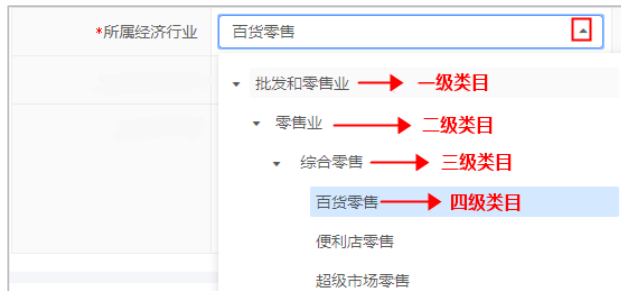 *所属经济行业 百货零售
批发和零售业 一级类目
零售业 二级类目
综合零售 三级类目
百货零售 四级类目
便利店零售
超级市场零售